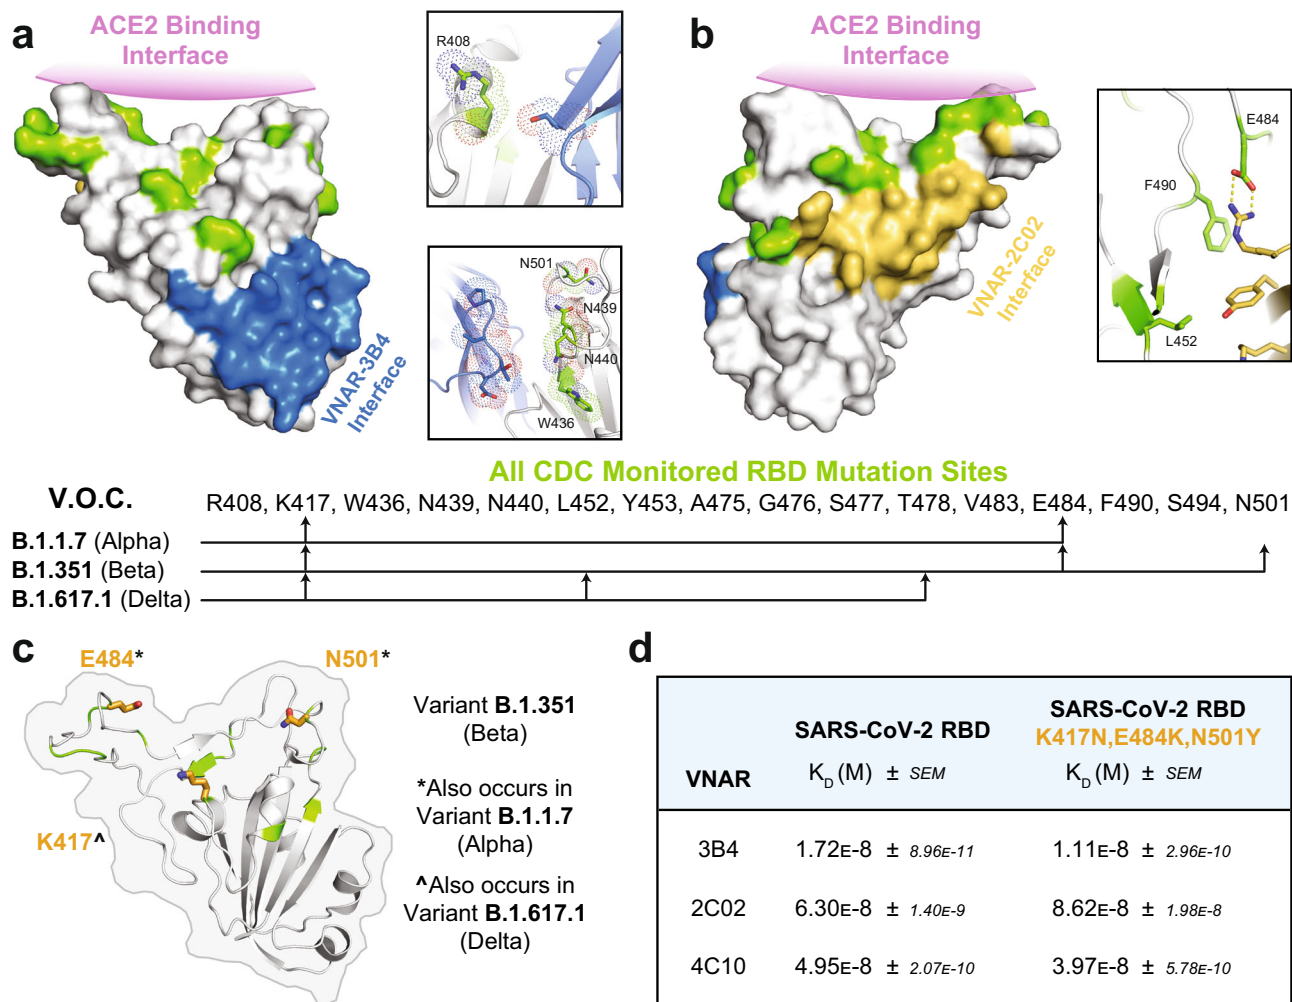 a
ACE2 Binding
Interface
R408
VNAR-3B4
Interface
N501
N439
N440
W436
b
ACE2 Binding
Interface
VNAR-2C02
Interface
E484
F490
L452
All CDC Monitored RBD Mutation Sites
V.O.C.
R408, K417, W436, N439, N440, L452, Y453, A475, G476, S477, T478, V483, E484, F490, S494, N501
B.1.1.7 (Alpha)
B.1.351 (Beta)
B.1.617.1 (Delta)
c
E484*
N501*
K417^
Variant B.1.351
(Beta)
*Also occurs in
Variant B.1.1.7
(Alpha)
^Also occurs in
Variant B.1.617.1
(Delta)
d
SARS-CoV-2 RBD
SARS-CoV-2 RBD
K417N,E484K,N501Y
VNAR
K_D (M) ± SEM
K_D (M) ± SEM
3B4 1.72E-8 ± 8.96E-11 1.11E-8 ± 2.96E-10
2C02 6.30E-8 ± 1.40E-9 8.62E-8 ± 1.98E-8
4C10 4.95E-8 ± 2.07E-10 3.97E-8 ± 5.78E-10